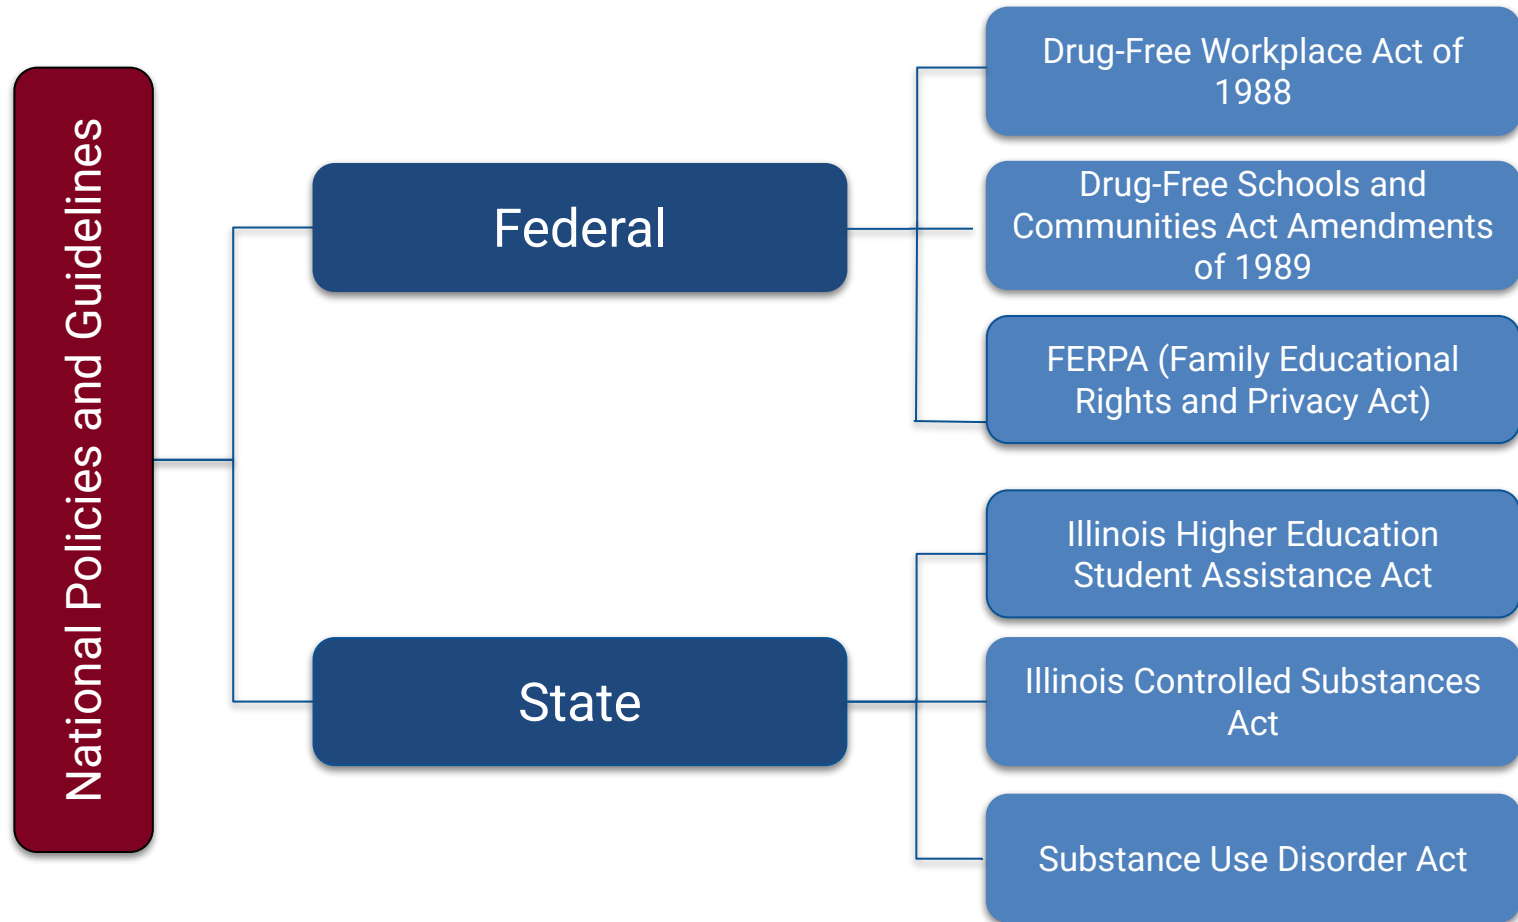 National Policies and Guidelines
Federal
Drug-Free Workplace Act of
1988
Drug-Free Schools and
Communities Act Amendments
of 1989
FERPA (Family Educational
Rights and Privacy Act)
State
Illinois Higher Education
Student Assistance Act
Illinois Controlled Substances
Act
Substance Use Disorder Act